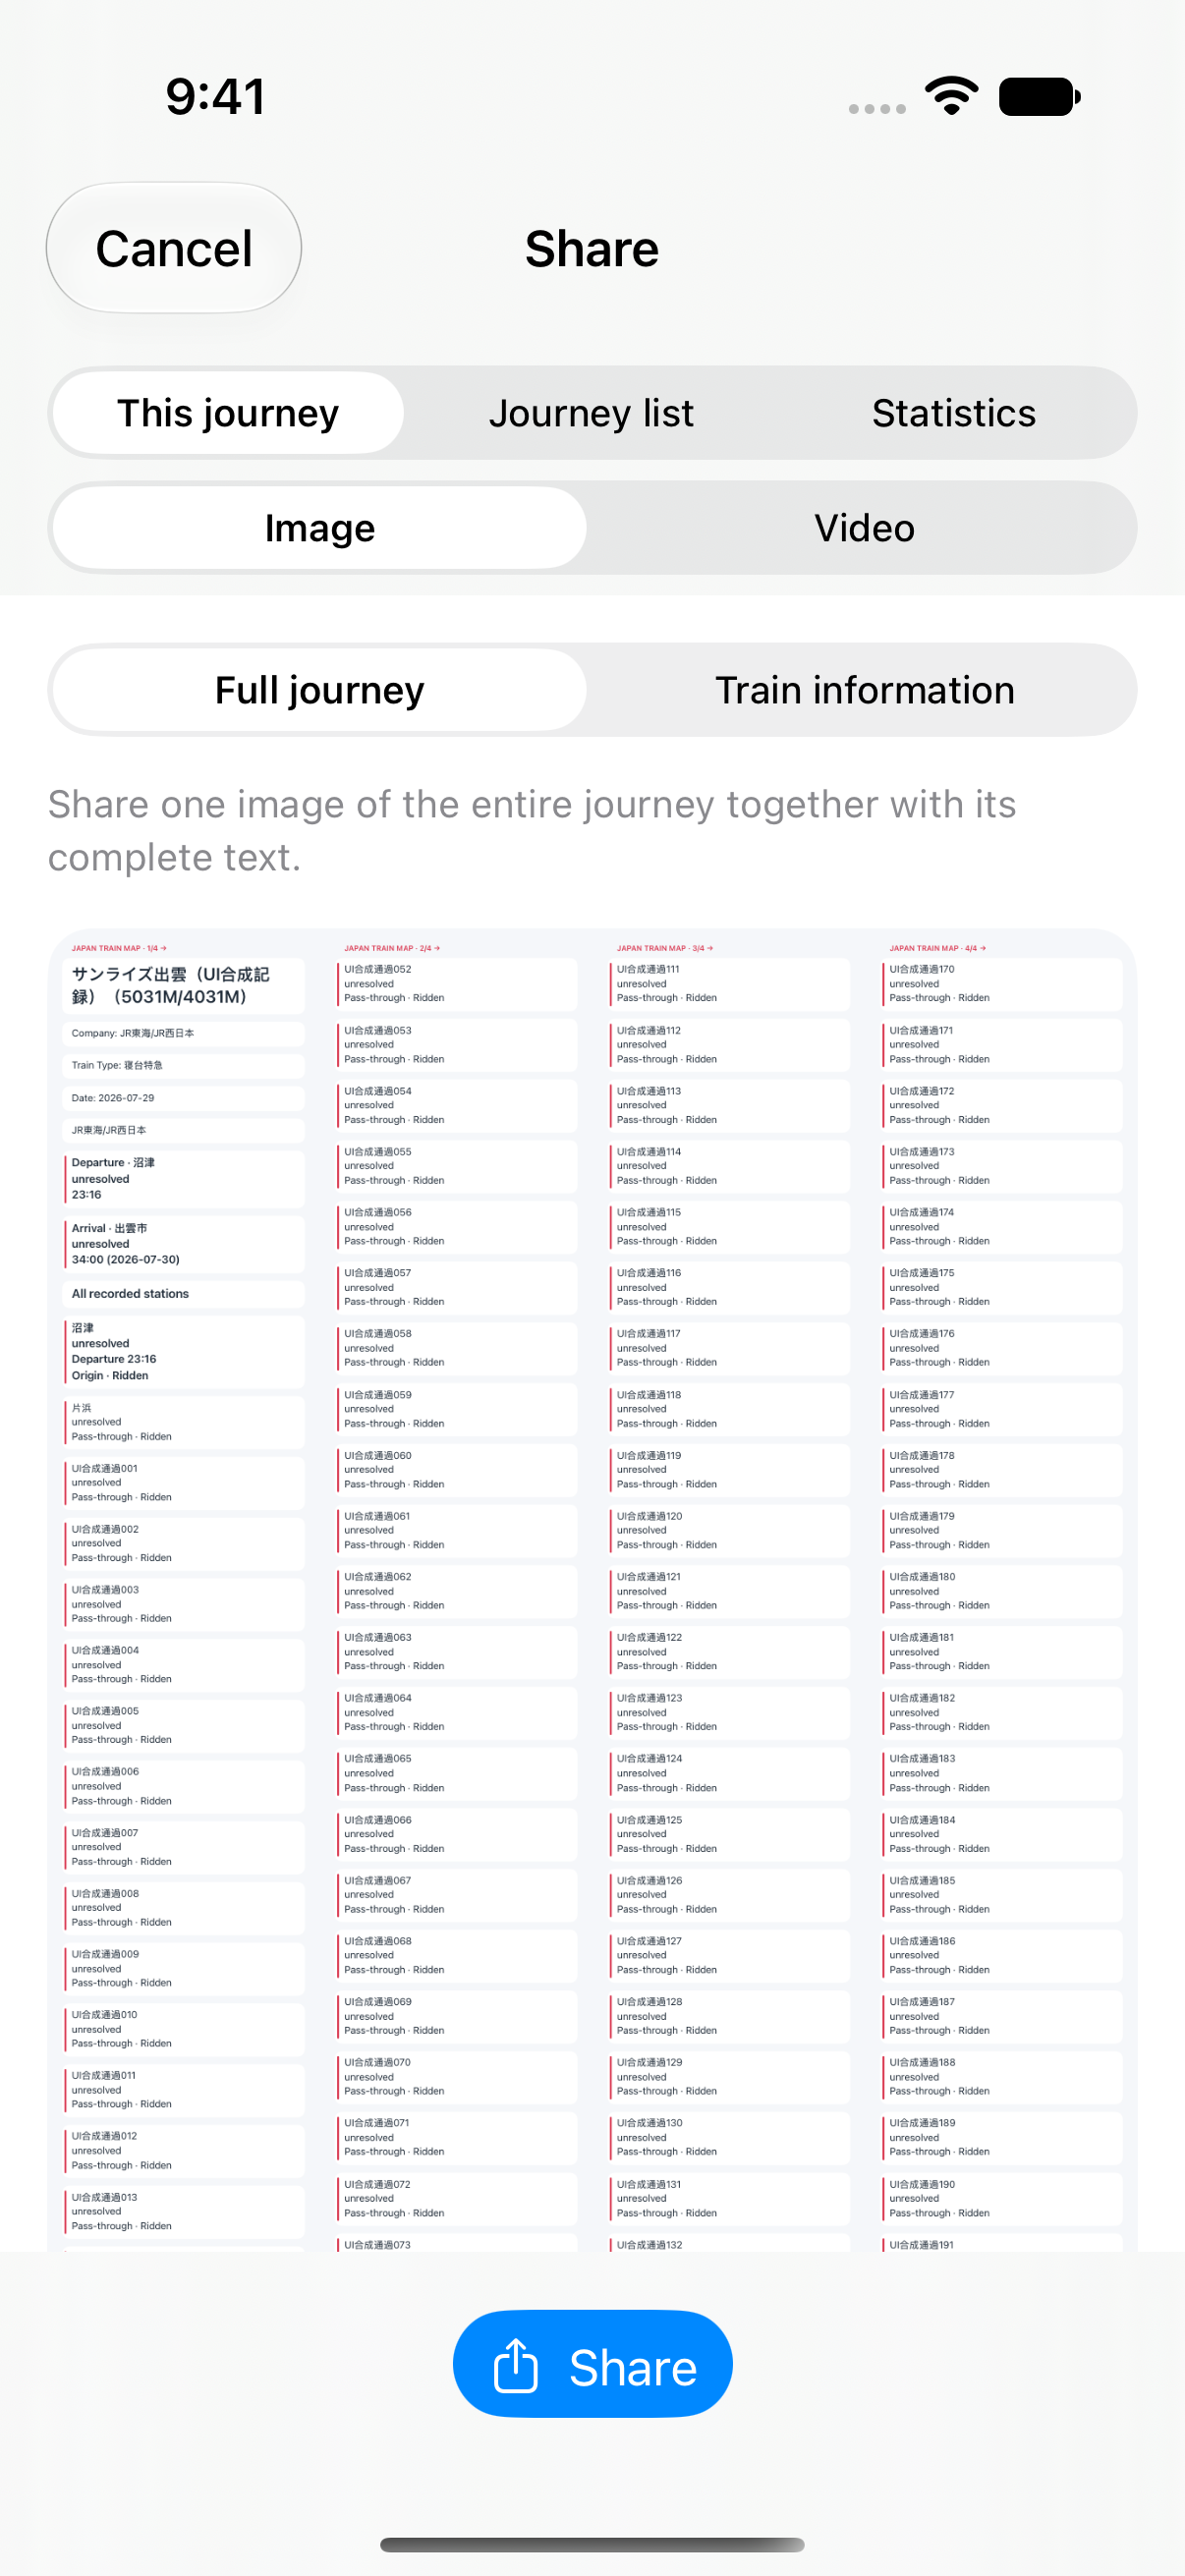 9:41
Cancel
Share
This journey
Journey list
Statistics
Image
Video
Full journey
Train information
Share one image of the entire journey together with its
complete text.
JAPAN TRAIN MAP · 1/4 →
サンライズ出雲（UI合成記
録）（5031M/4031M）
Company: JR東海/JR西日本
Train Type: 寝台特急
Date: 2026-07-29
JR東海/JR西日本
Departure · 沼津
unresolved
23:16
Arrival · 出雲市
unresolved
34:00 (2026-07-30)
All recorded stations
沼津
unresolved
Departure 23:16
Origin · Ridden
片浜
unresolved
Pass-through · Ridden
UI合成通過001
unresolved
Pass-through · Ridden
UI合成通過002
unresolved
Pass-through · Ridden
UI合成通過003
unresolved
Pass-through · Ridden
UI合成通過004
unresolved
Pass-through · Ridden
UI合成通過005
unresolved
Pass-through · Ridden
UI合成通過006
unresolved
Pass-through · Ridden
UI合成通過007
unresolved
Pass-through · Ridden
UI合成通過008
unresolved
Pass-through · Ridden
UI合成通過009
unresolved
Pass-through · Ridden
UI合成通過010
unresolved
Pass-through · Ridden
UI合成通過011
unresolved
Pass-through · Ridden
UI合成通過012
unresolved
Pass-through · Ridden
UI合成通過013
unresolved
Pass-through · Ridden
JAPAN TRAIN MAP · 2/4 →
UI合成通過052
unresolved
Pass-through · Ridden
UI合成通過053
unresolved
Pass-through · Ridden
UI合成通過054
unresolved
Pass-through · Ridden
UI合成通過055
unresolved
Pass-through · Ridden
UI合成通過056
unresolved
Pass-through · Ridden
UI合成通過057
unresolved
Pass-through · Ridden
UI合成通過058
unresolved
Pass-through · Ridden
UI合成通過059
unresolved
Pass-through · Ridden
UI合成通過060
unresolved
Pass-through · Ridden
UI合成通過061
unresolved
Pass-through · Ridden
UI合成通過062
unresolved
Pass-through · Ridden
UI合成通過063
unresolved
Pass-through · Ridden
UI合成通過064
unresolved
Pass-through · Ridden
UI合成通過065
unresolved
Pass-through · Ridden
UI合成通過066
unresolved
Pass-through · Ridden
UI合成通過067
unresolved
Pass-through · Ridden
UI合成通過068
unresolved
Pass-through · Ridden
UI合成通過069
unresolved
Pass-through · Ridden
UI合成通過070
unresolved
Pass-through · Ridden
UI合成通過071
unresolved
Pass-through · Ridden
UI合成通過072
unresolved
Pass-through · Ridden
UI合成通過073
JAPAN TRAIN MAP · 3/4 →
UI合成通過111
unresolved
Pass-through · Ridden
UI合成通過112
unresolved
Pass-through · Ridden
UI合成通過113
unresolved
Pass-through · Ridden
UI合成通過114
unresolved
Pass-through · Ridden
UI合成通過115
unresolved
Pass-through · Ridden
UI合成通過116
unresolved
Pass-through · Ridden
UI合成通過117
unresolved
Pass-through · Ridden
UI合成通過118
unresolved
Pass-through · Ridden
UI合成通過119
unresolved
Pass-through · Ridden
UI合成通過120
unresolved
Pass-through · Ridden
UI合成通過121
unresolved
Pass-through · Ridden
UI合成通過122
unresolved
Pass-through · Ridden
UI合成通過123
unresolved
Pass-through · Ridden
UI合成通過124
unresolved
Pass-through · Ridden
UI合成通過125
unresolved
Pass-through · Ridden
UI合成通過126
unresolved
Pass-through · Ridden
UI合成通過127
unresolved
Pass-through · Ridden
UI合成通過128
unresolved
Pass-through · Ridden
UI合成通過129
unresolved
Pass-through · Ridden
UI合成通過130
unresolved
Pass-through · Ridden
UI合成通過131
unresolved
Pass-through · Ridden
UI合成通過132
JAPAN TRAIN MAP · 4/4 →
UI合成通過170
unresolved
Pass-through · Ridden
UI合成通過171
unresolved
Pass-through · Ridden
UI合成通過172
unresolved
Pass-through · Ridden
UI合成通過173
unresolved
Pass-through · Ridden
UI合成通過174
unresolved
Pass-through · Ridden
UI合成通過175
unresolved
Pass-through · Ridden
UI合成通過176
unresolved
Pass-through · Ridden
UI合成通過177
unresolved
Pass-through · Ridden
UI合成通過178
unresolved
Pass-through · Ridden
UI合成通過179
unresolved
Pass-through · Ridden
UI合成通過180
unresolved
Pass-through · Ridden
UI合成通過181
unresolved
Pass-through · Ridden
UI合成通過182
unresolved
Pass-through · Ridden
UI合成通過183
unresolved
Pass-through · Ridden
UI合成通過184
unresolved
Pass-through · Ridden
UI合成通過185
unresolved
Pass-through · Ridden
UI合成通過186
unresolved
Pass-through · Ridden
UI合成通過187
unresolved
Pass-through · Ridden
UI合成通過188
unresolved
Pass-through · Ridden
UI合成通過189
unresolved
Pass-through · Ridden
UI合成通過190
unresolved
Pass-through · Ridden
UI合成通過191
Share